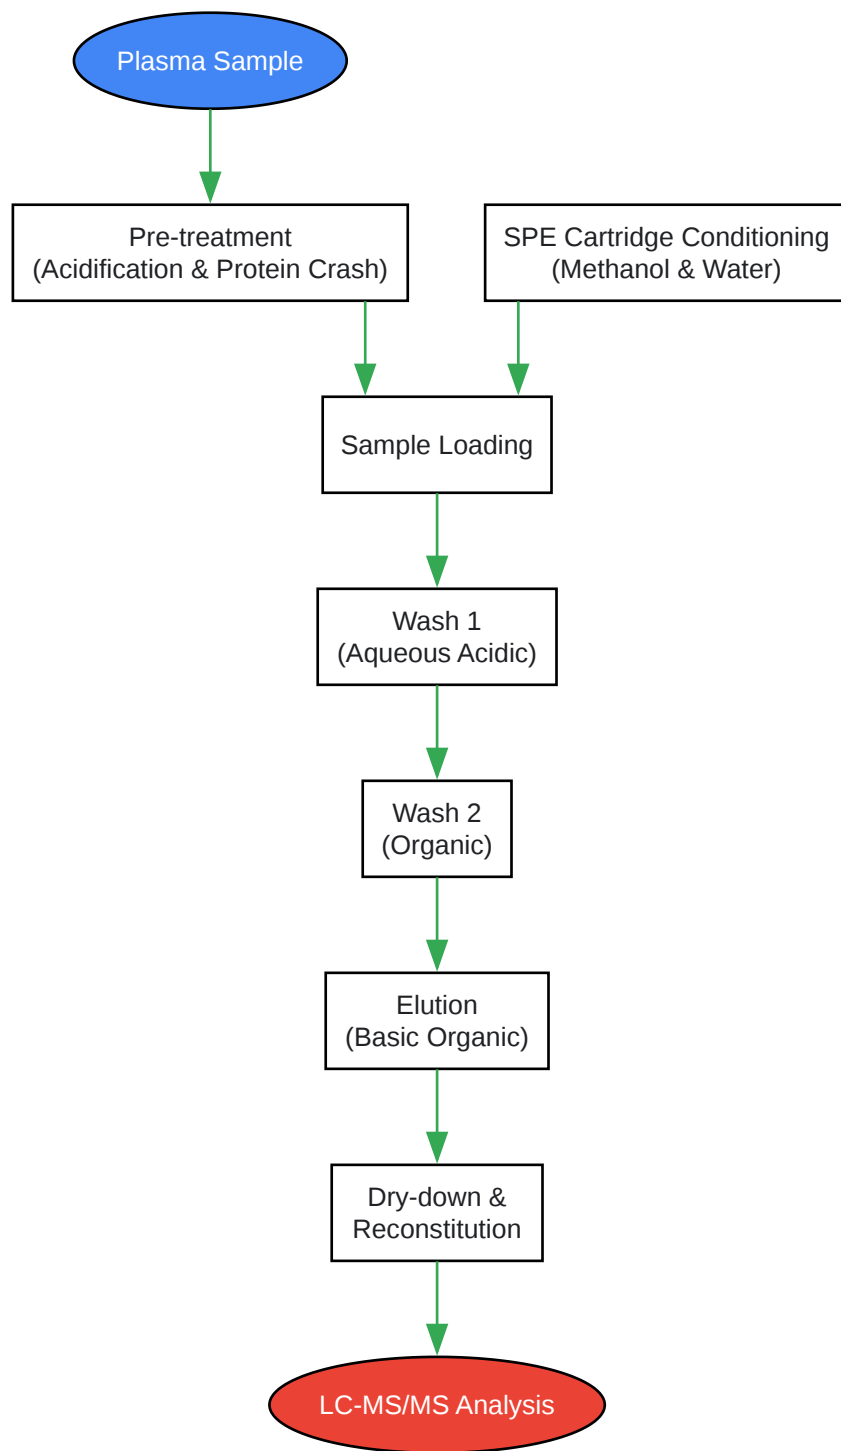 Plasma Sample
Pre-treatment
(Acidification & Protein Crash)
SPE Cartridge Conditioning
(Methanol & Water)
Sample Loading
Wash 1
(Aqueous Acidic)
Wash 2
(Organic)
Elution
(Basic Organic)
Dry-down &
Reconstitution
LC-MS/MS Analysis